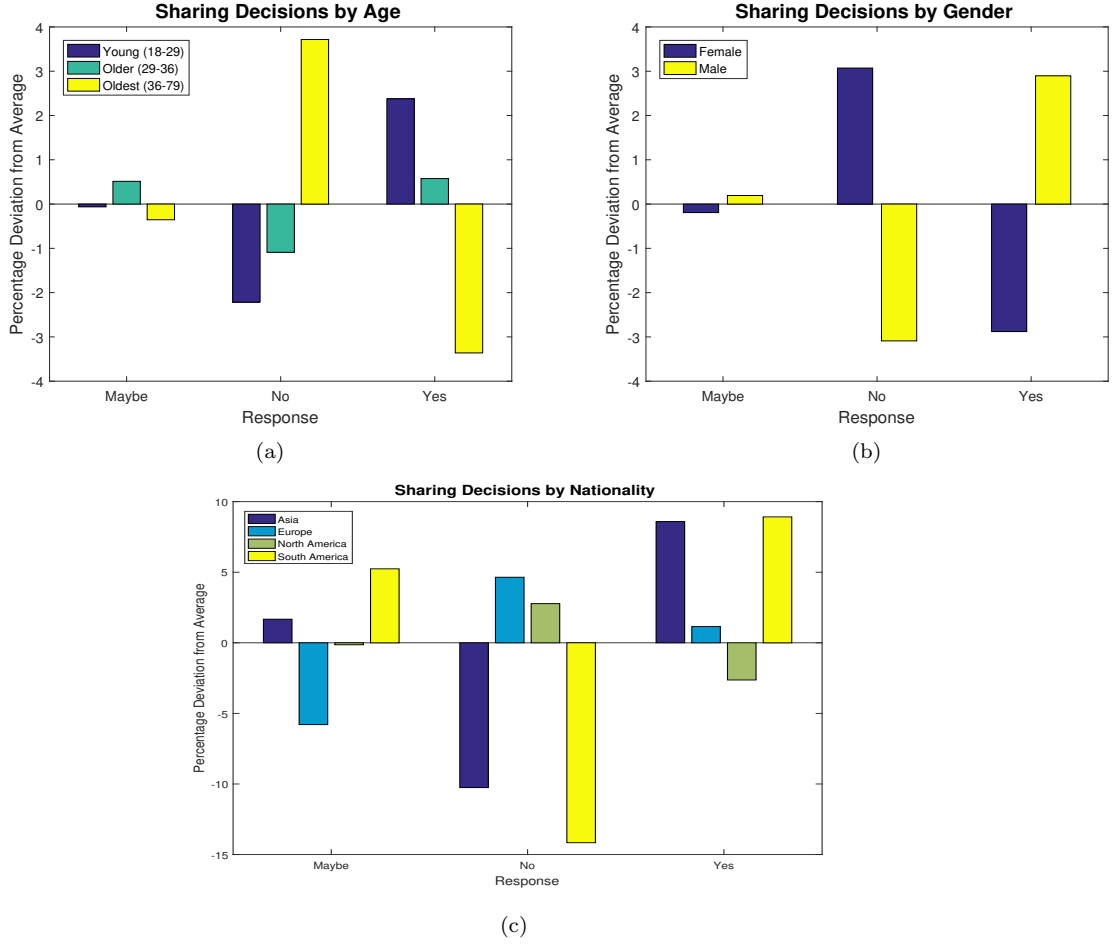 Sharing Decisions by Age
4
3
2
1
0
-1
-2
-3
-4
Percentage Deviation from Average
Young (18-29)
Older (29-36)
Oldest (36-79)
Maybe No Yes
Response
(a)
Sharing Decisions by Gender
4
3
2
1
0
-1
-2
-3
-4
Percentage Deviation from Average
Female
Male
Maybe No Yes
Response
(b)
Sharing Decisions by Nationality
10
5
0
-5
-10
-15
Percentage Deviation from Average
Asia
Europe
North America
South America
Maybe No Yes
Response
(c)